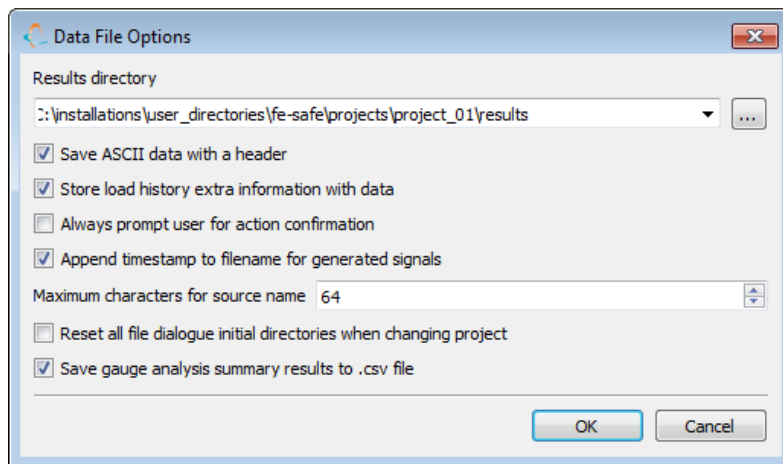 Data File Options
Results directory
C:\installations\user_directories\fe-safe\projects\project_01\results
...
Save ASCII data with a header
Store load history extra information with data
Always prompt user for action confirmation
Append timestamp to filename for generated signals
Maximum characters for source name 64
Reset all file dialogue initial directories when changing project
Save gauge analysis summary results to .csv file
OK Cancel